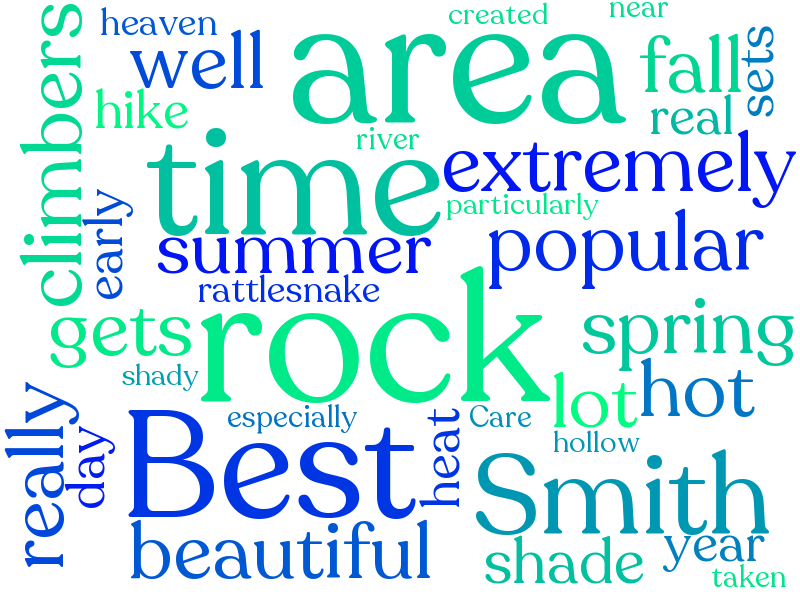 heaven
created
near
well
area
fall
sets
climbers
hike
real
river
time
extremely
early
particularly
summer
popular
rattlesnake
rock
gets
spring
shady
hot
lot
really
day
Best
especially
heat
Care
hollow
Smith
beautiful
shade
year
taken